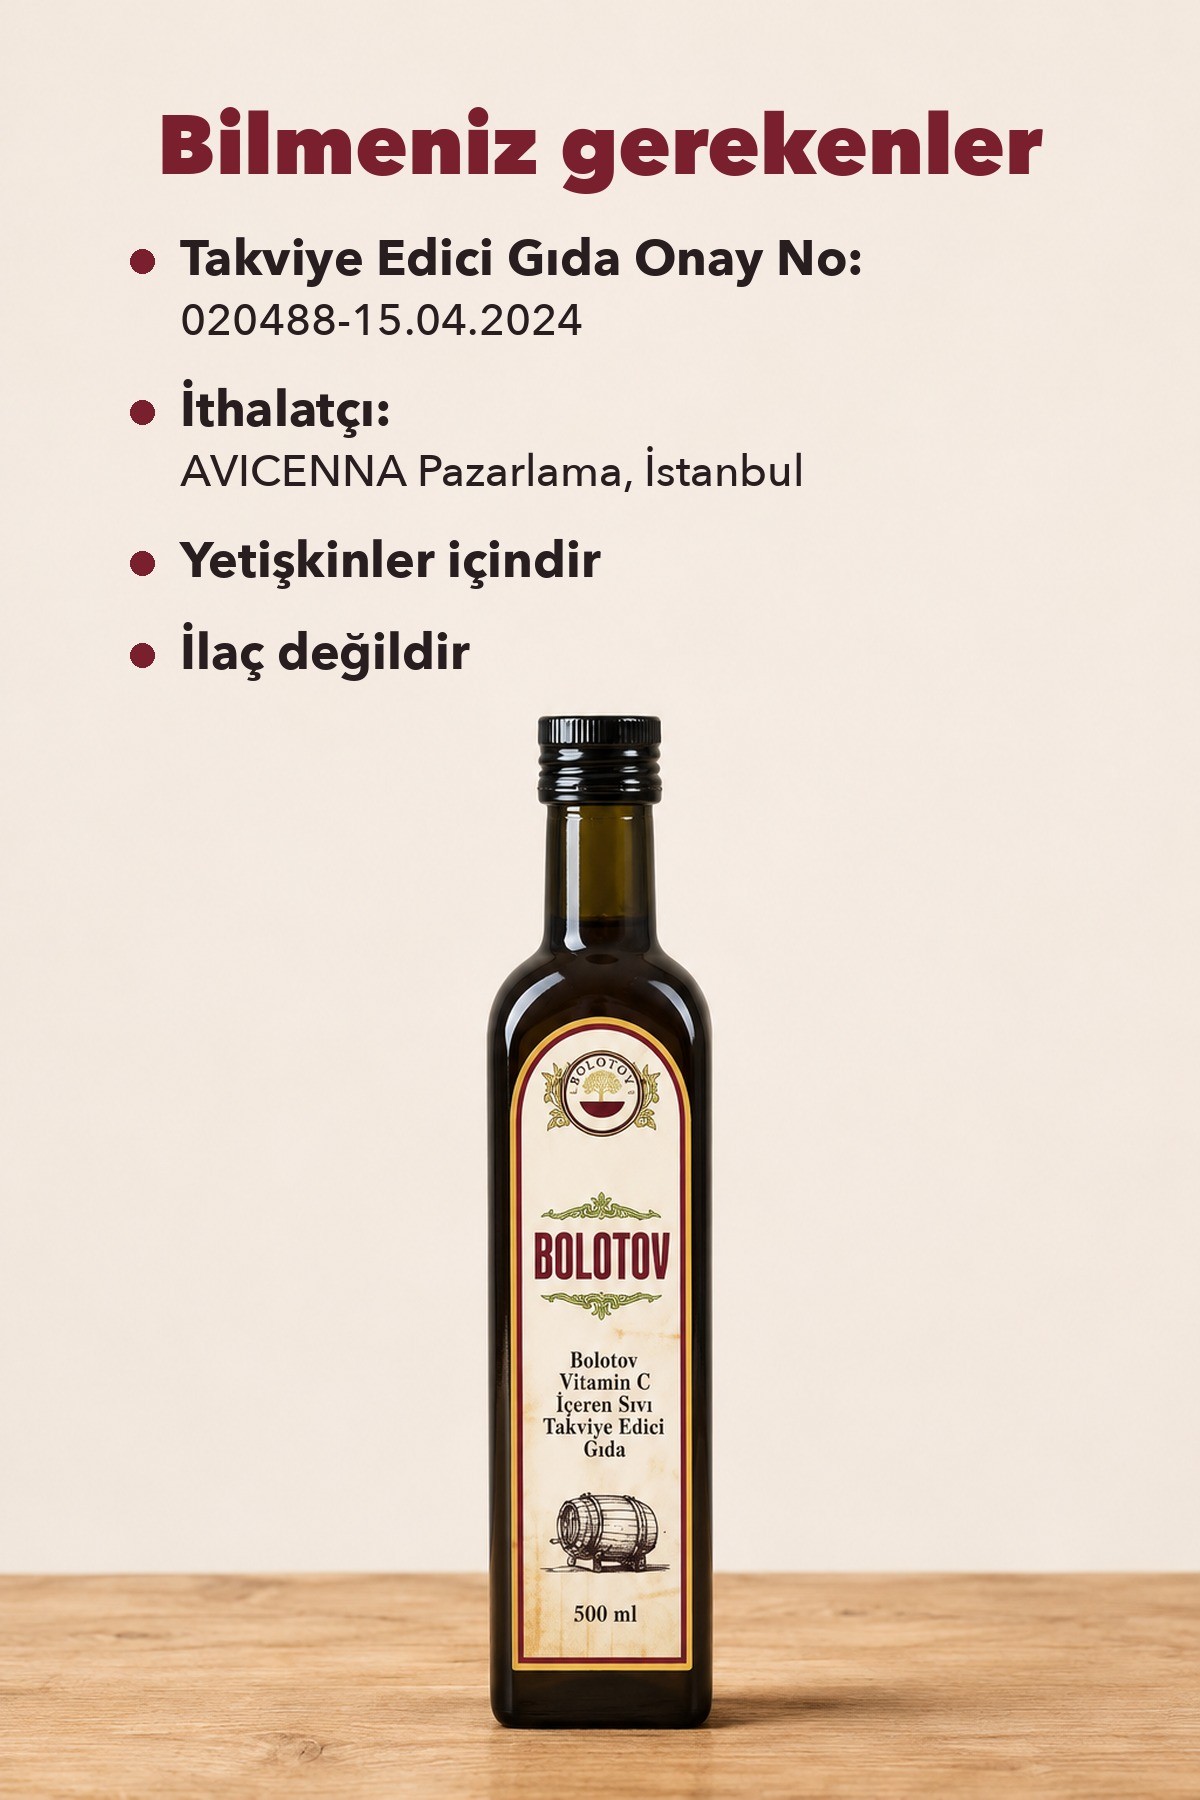 Bilmeniz gerekenler
Takviye Edici Gıda Onay No:
020488-15.04.2024
İthalatçı:
AVICENNA Pazarlama, İstanbul
Yetişkinler içindir
İlaç değildir
BOLOTOV
BOLOTOV
Bolotov
Vitamin C
İçeren Sıvı
Takviye Edici
Gıda
500 ml